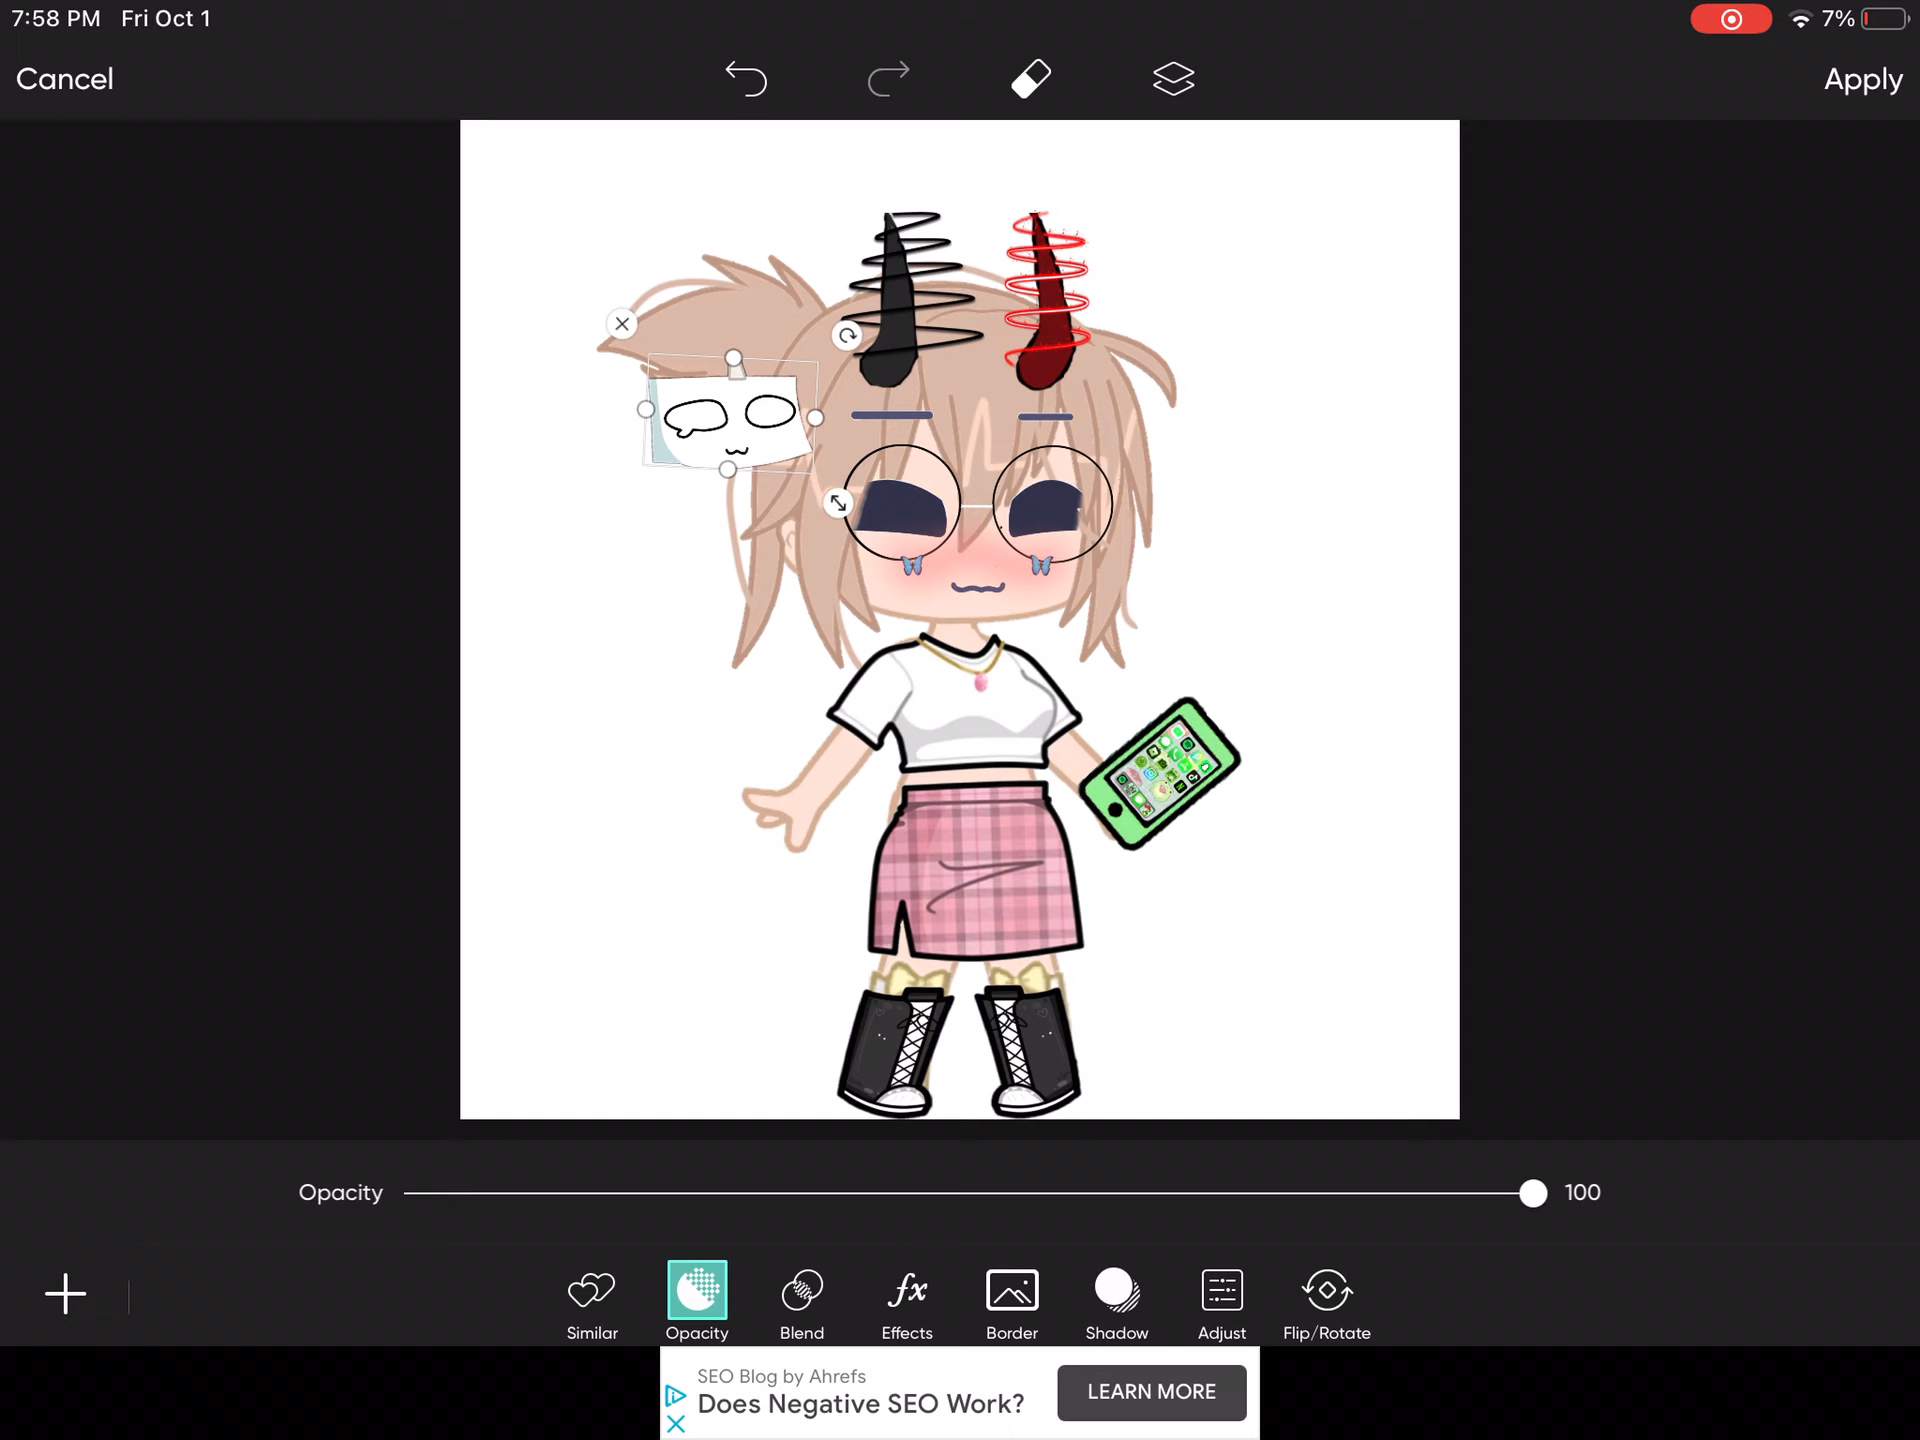 7:58 PM Fri Oct 1
7%
Cancel
Apply
Opacity
100
Similar
Opacity
Blend
fx
Effects
Border
Shadow
Adjust
Flip/Rotate
SEO Blog by Ahrefs
Does Negative SEO Work?
LEARN MORE